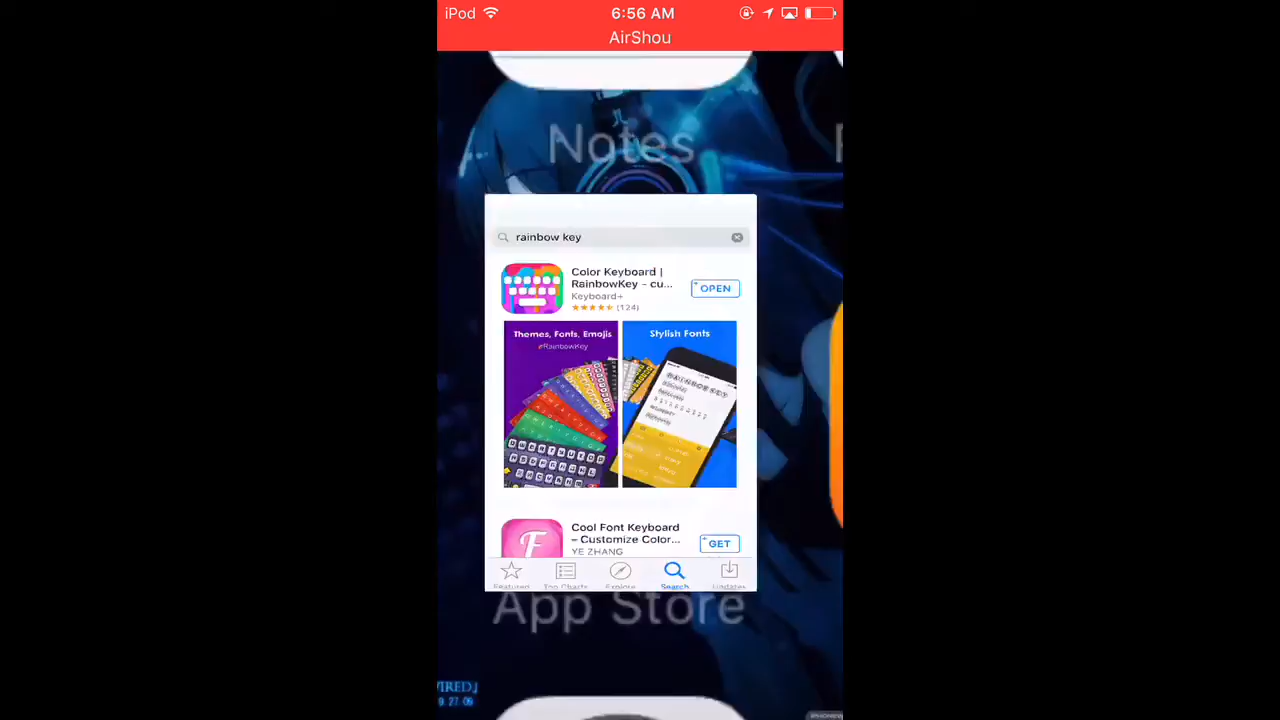 iPod
6:56 AM
AirShou
Notes
rainbow key
Color Keyboard |
RainbowKey - cu...
Keyboard+
(124)
OPEN
Themes, Fonts, Emojis
#RainbowKey
Stylish Fonts
Cool Font Keyboard
– Customize Color...
YE ZHANG
GET
Featured
Top Charts
Explore
Search
Updates
App Store